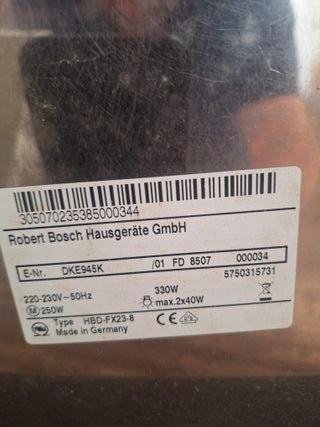 305070235385000344
Robert Bosch Hausgeräte GmbH
E-Nr. DKE945K /01 FD 8507 000034
5750315731
220-230V~50Hz 330W
M 250W max.2x40W
Type HBD-FX23-8
Made in Germany
CE